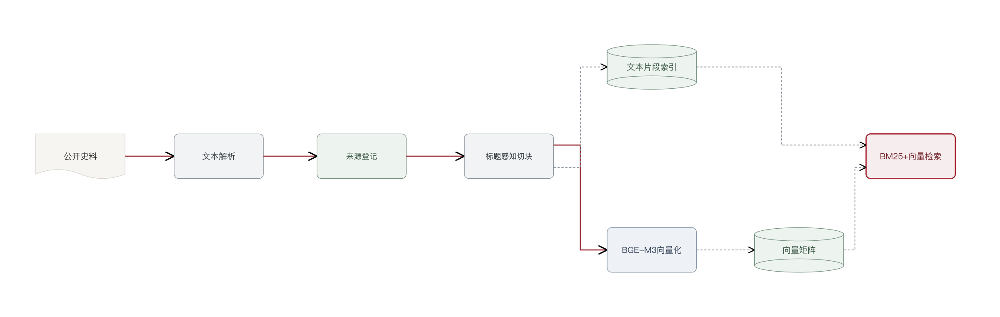 公开史料
文本解析
来源登记
标题感知切块
文本片段索引
BGE-M3向量化
向量矩阵
BM25+向量检索